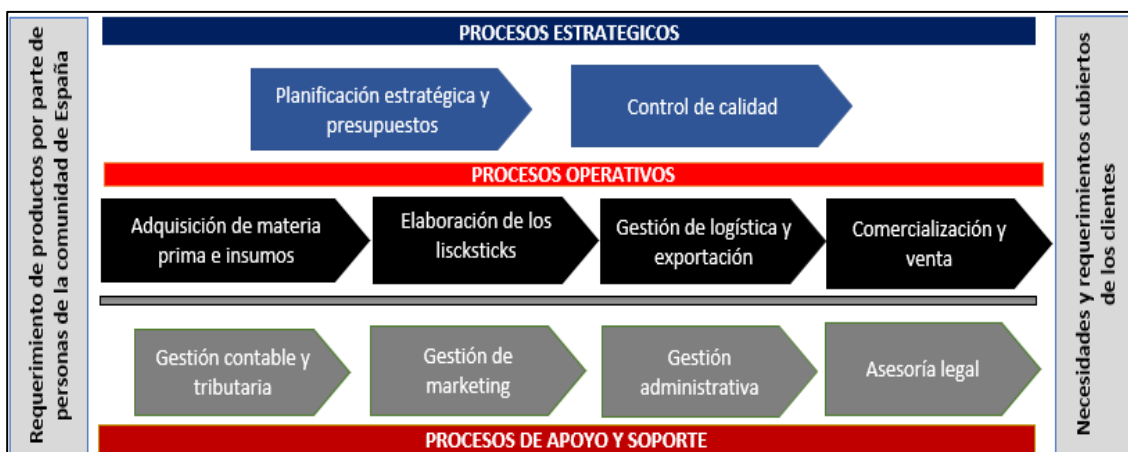 Requerimiento de productos por parte de
personas de la comunidad de España
PROCESOS ESTRATEGICOS
Planificación estratégica y
presupuestos
Control de calidad
PROCESOS OPERATIVOS
Adquisición de materia
prima e insumos
Elaboración de los
liscksticks
Gestión de logística y
exportación
Comercialización y
venta
Gestión contable y
tributaria
Gestión de
marketing
Gestión
administrativa
Asesoría legal
PROCESOS DE APOYO Y SOPORTE
Necesidades y requerimientos cubiertos
de los clientes